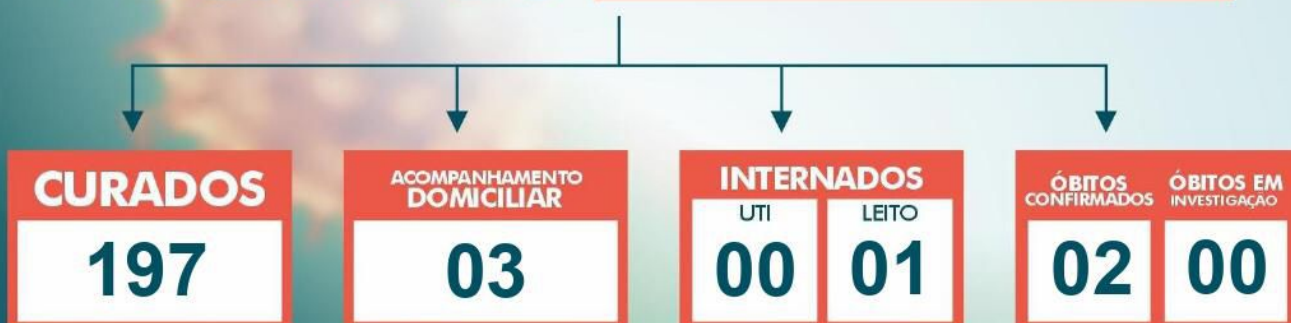 CURADOS
197
ACOMPANHAMENTO
DOMICILIAR
03
INTERNADOS
UTI
00
LEITO
01
ÓBITOS
CONFIRMADOS
02
ÓBITOS EM
INVESTIGAÇÃO
00